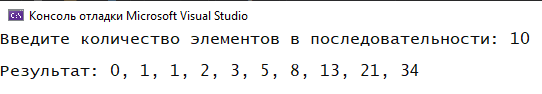 Консоль отладки Microsoft Visual Studio
Введите количество элементов в последовательности: 10
Результат: 0, 1, 1, 2, 3, 5, 8, 13, 21, 34